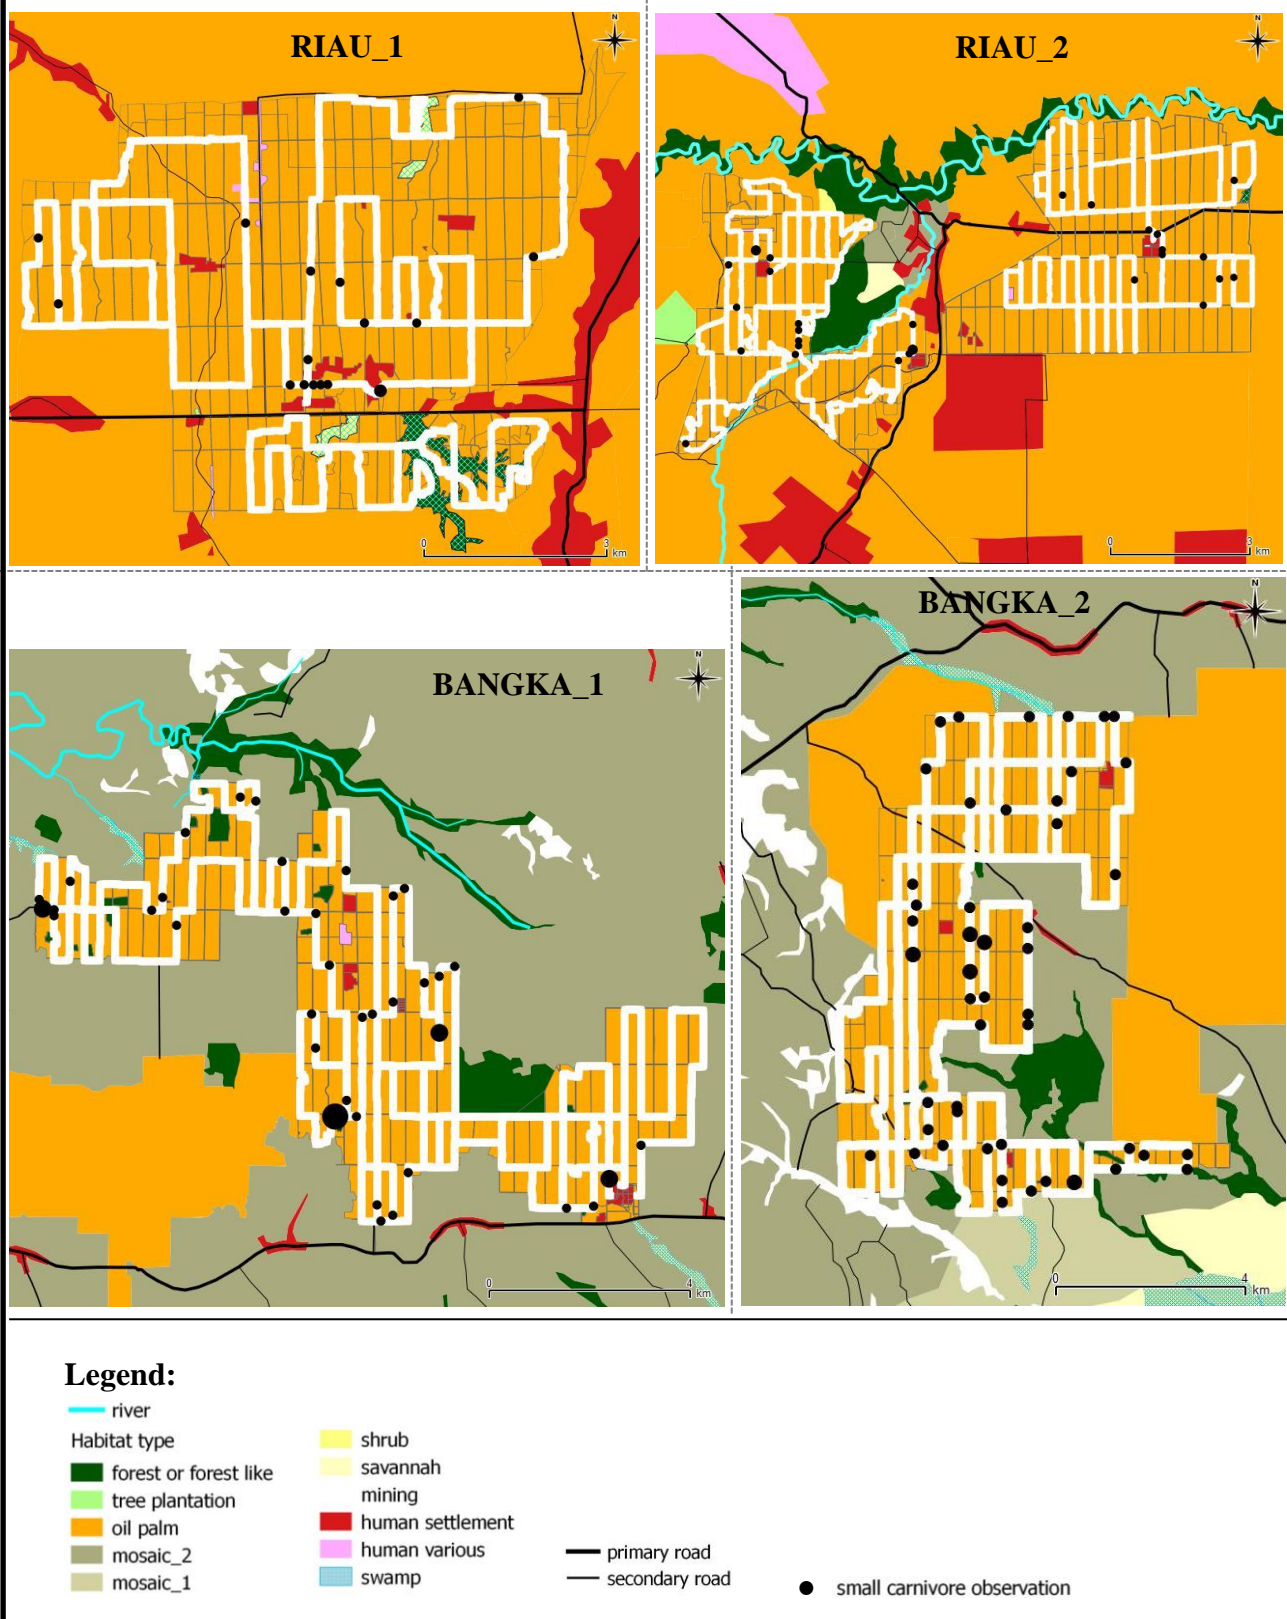 RIAU_1
N
0 3
km
RIAU_2
N
0 3
km
BANGKA_1
N
0 4
km
BANGKA_2
N
0 4
km
Legend:
river
Habitat type
forest or forest like
tree plantation
oil palm
mosaic_2
mosaic_1
shrub
savannah
mining
human settlement
human various
swamp
primary road
secondary road
small carnivore observation